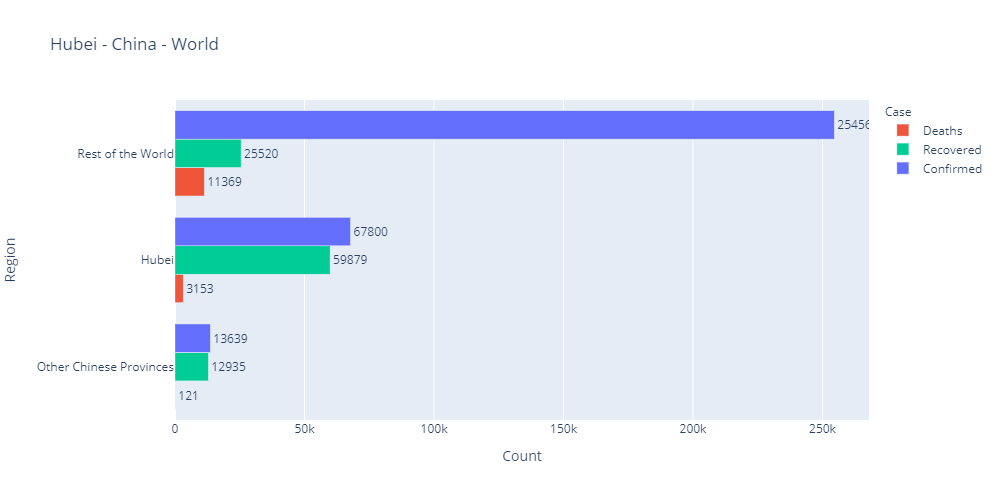 Hubei - China - World
Case
Deaths
Recovered
Confirmed
Region
Rest of the World
25456
25520
11369
Hubei
67800
59879
3153
Other Chinese Provinces
13639
12935
121
0
50k
100k
150k
200k
250k
Count